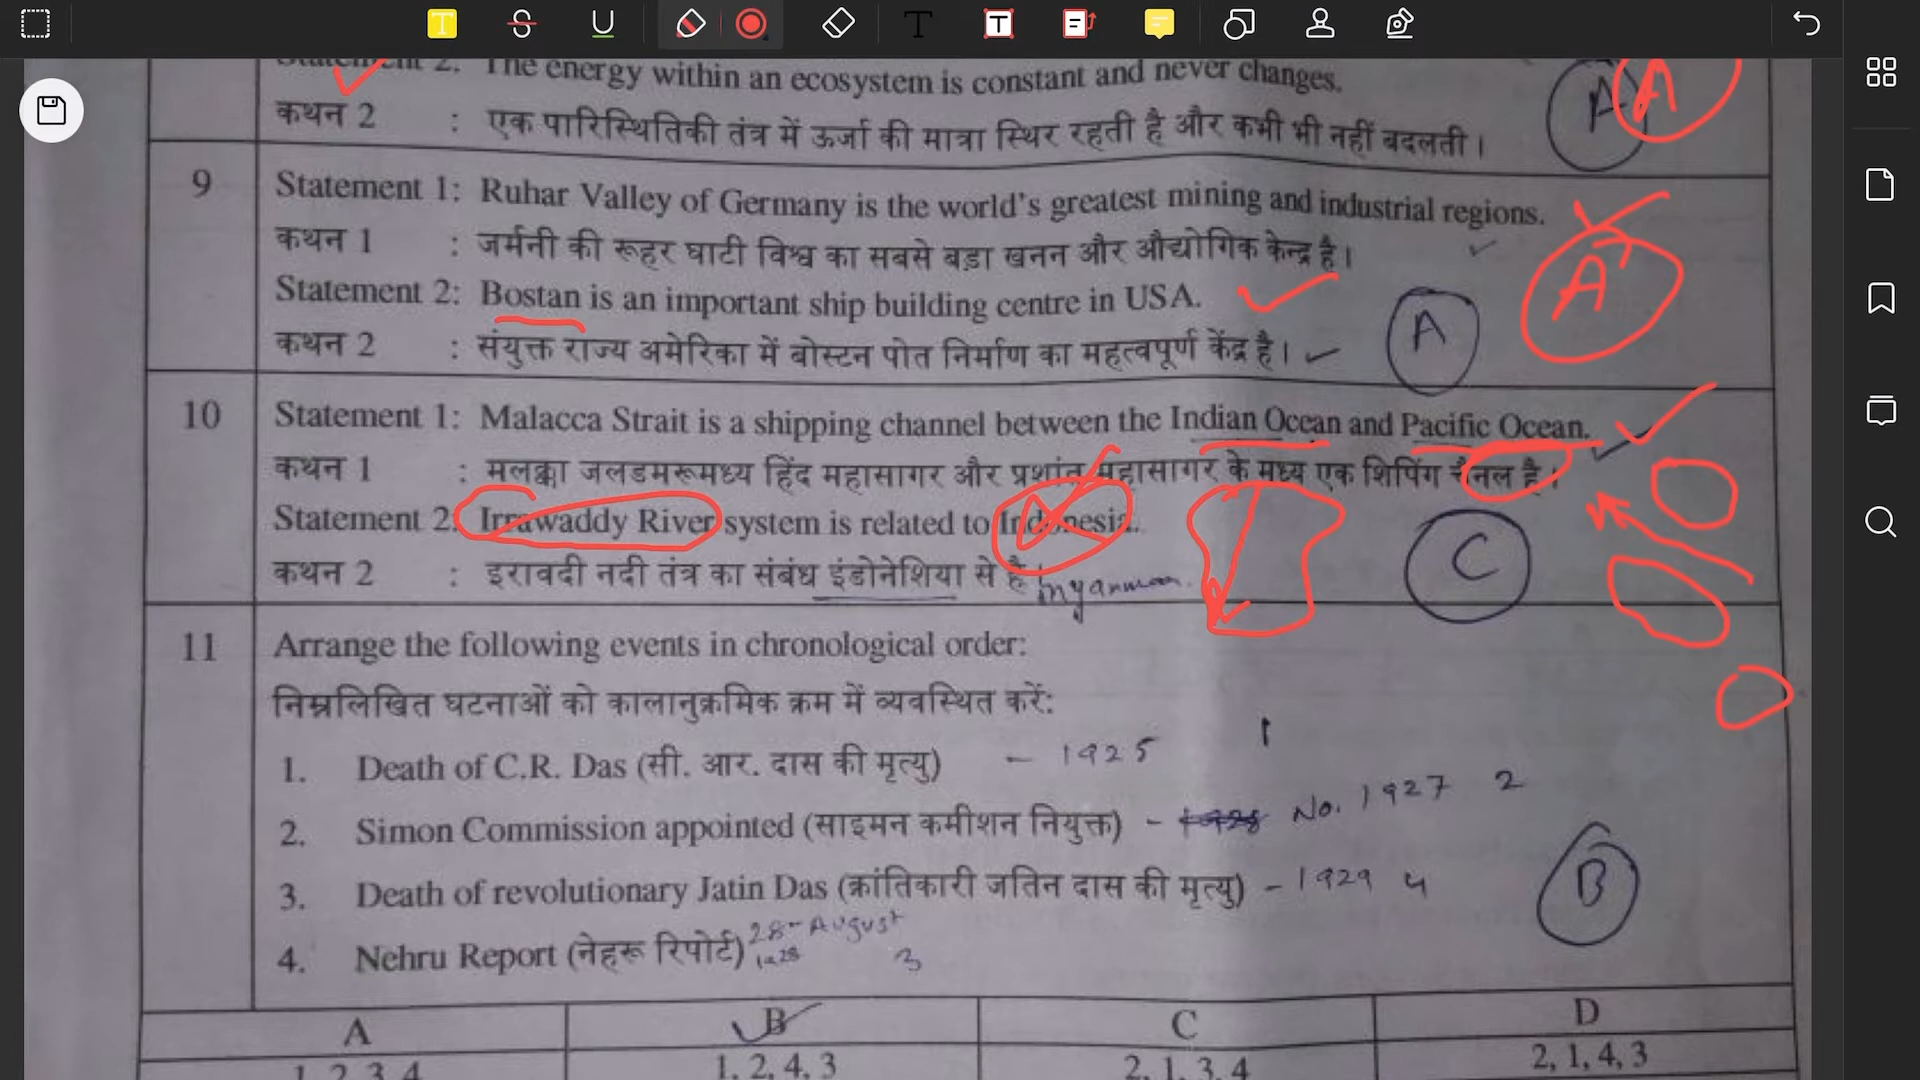 Statement 2. The energy within an ecosystem is constant and never changes.
कथन 2 : एक पारिस्थितिकी तंत्र में ऊर्जा की मात्रा स्थिर रहती है और कभी भी नहीं बदलती।
A A
9 Statement 1: Ruhar Valley of Germany is the world's greatest mining and industrial regions.
कथन 1 : जर्मनी की रूहर घाटी विश्व का सबसे बड़ा खनन और औद्योगिक केन्द्र है।
A
Statement 2: Bostan is an important ship building centre in USA.
A
कथन 2 : संयुक्त राज्य अमेरिका में बोस्टन पोत निर्माण का महत्वपूर्ण केंद्र है।
10 Statement 1: Malacca Strait is a shipping channel between the Indian Ocean and Pacific Ocean.
कथन 1 : मलक्का जलडमरूमध्य हिंद महासागर और प्रशांत महासागर के मध्य एक शिपिंग चैनल है।
Statement 2: Irrawaddy River system is related to Indonesia.
C
कथन 2 : इरावदी नदी तंत्र का संबंध इंडोनेशिया से है।
Myanmar.
11 Arrange the following events in chronological order:
निम्नलिखित घटनाओं को कालानुक्रमिक क्रम में व्यवस्थित करें:
1. Death of C.R. Das (सी. आर. दास की मृत्यु) - 1925 1
2. Simon Commission appointed (साइमन कमीशन नियुक्त) - 1928 No. 1927 2
3. Death of revolutionary Jatin Das (क्रांतिकारी जतिन दास की मृत्यु) - 1929 4
B
4. Nehru Report (नेहरू रिपोर्ट) 28-August
1928 3
A B C D
1, 2, 3, 4 1, 2, 4, 3 2, 1, 3, 4 2, 1, 4, 3